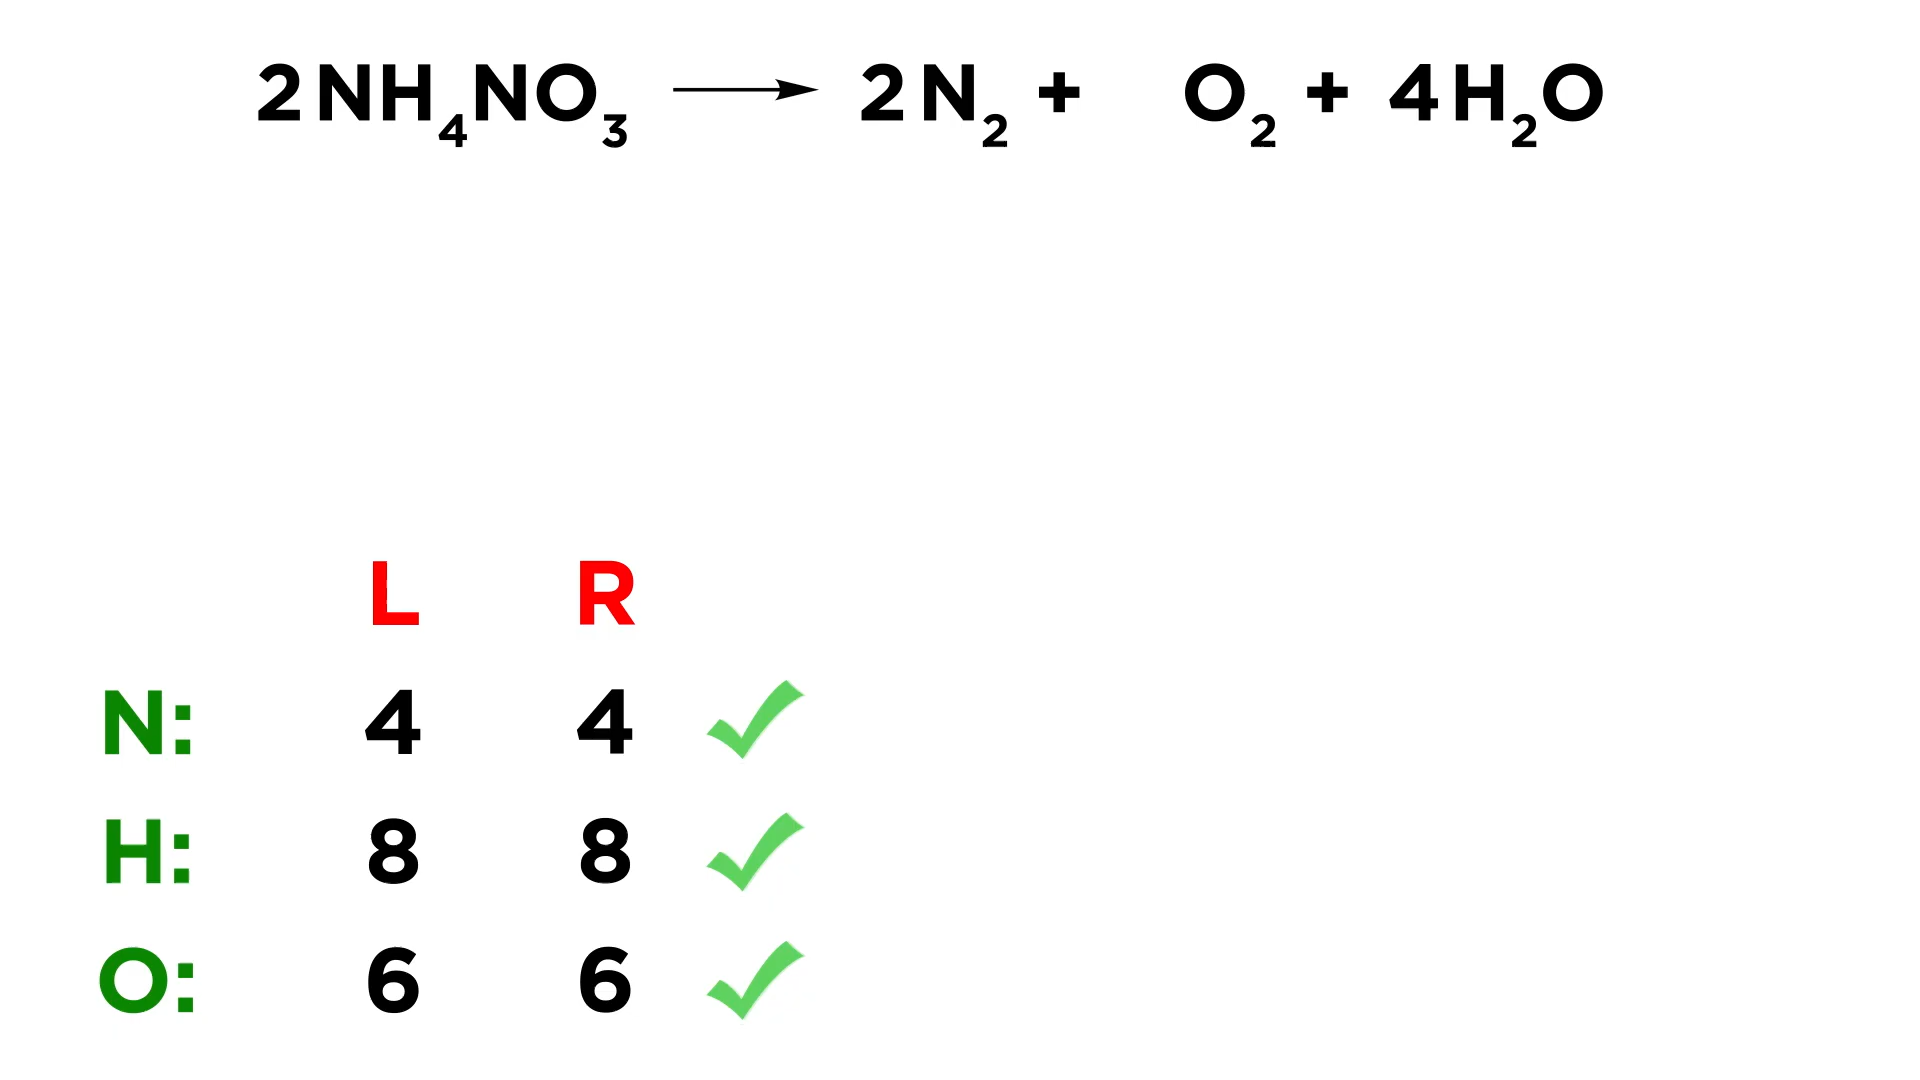 2NH₄NO₃ ⟶ 2N₂ + O₂ + 4H₂O
L R
N: 4 4 ✓
H: 8 8 ✓
O: 6 6 ✓